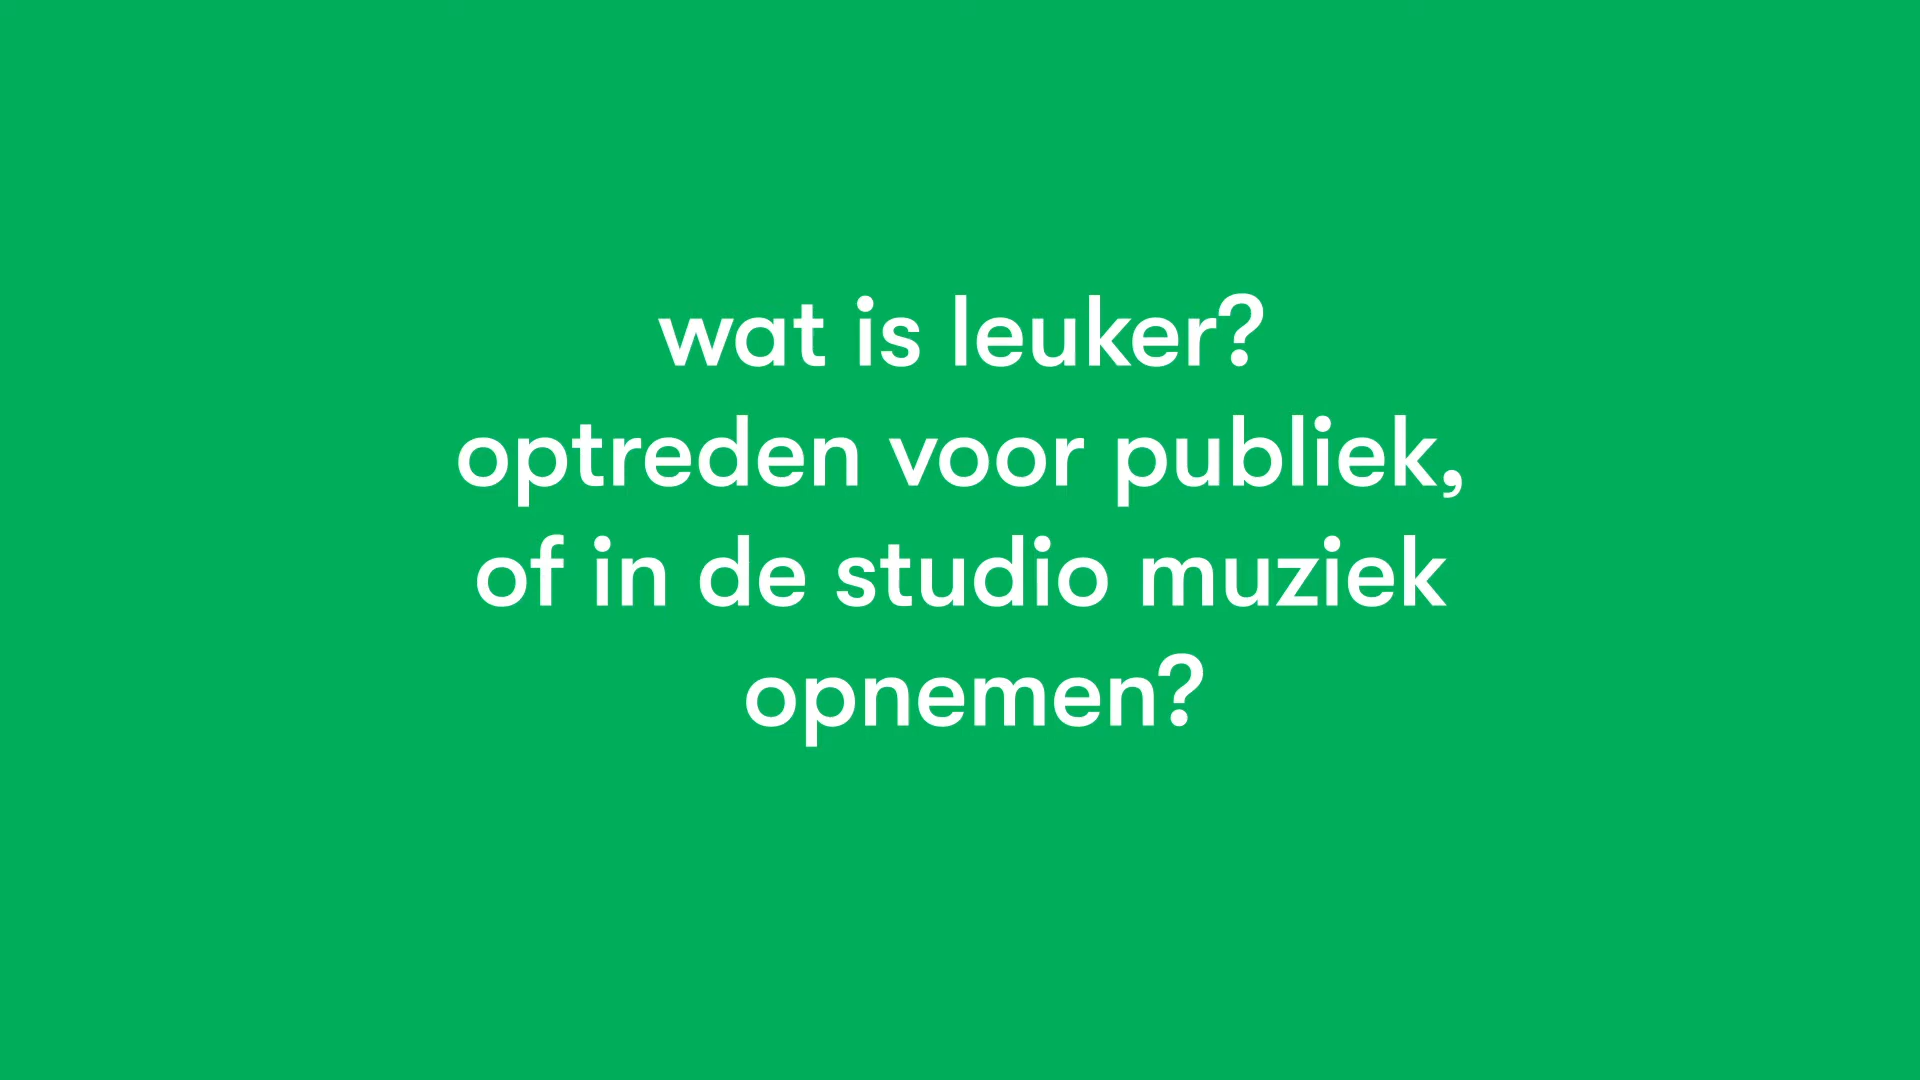 wat is leuker?
optreden voor publiek,
of in de studio muziek
opnemen?